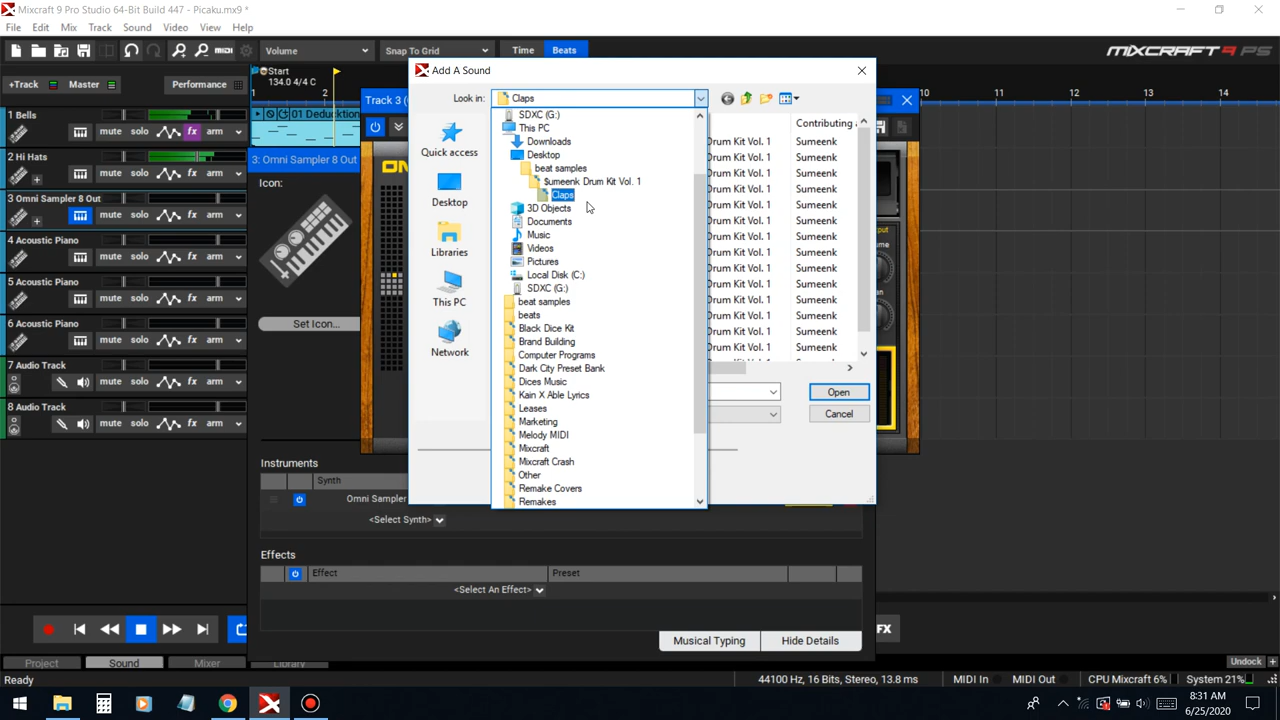 Mixcraft 9 Pro Studio 64-Bit Build 447 - Picaku.mx9 *
File Edit Mix Track Sound Video View Help
Volume Snap To Grid Time Beats MIXCRAFT 9 PS
+Track Master Performance
Start
134.0 4/4 C
1 2 10 11 12 13 14
1 Bells
mute solo fx arm
01 Deducktion
2 Hi Hats
mute solo fx arm
3 Omni Sampler 8 Out
mute solo fx arm
4 Acoustic Piano
mute solo fx arm
5 Acoustic Piano
mute solo fx arm
6 Acoustic Piano
mute solo fx arm
7 Audio Track
mute solo fx arm
8 Audio Track
mute solo fx arm
Track 3 (
3: Omni Sampler 8 Out
Icon:
Set Icon...
Add A Sound
Look in: Claps
Quick access
Desktop
Libraries
This PC
Network
SDXC (G:)
This PC
Downloads
Desktop
beat samples
$umeenk Drum Kit Vol. 1
Claps
3D Objects
Documents
Music
Videos
Pictures
Local Disk (C:)
SDXC (G:)
beat samples
beats
Black Dice Kit
Brand Building
Computer Programs
Dark City Preset Bank
Dices Music
Kain X Able Lyrics
Leases
Marketing
Melody MIDI
Mixcraft
Mixcraft Crash
Other
Remake Covers
Remakes
Contributing
Drum Kit Vol. 1 Sumeenk
Drum Kit Vol. 1 Sumeenk
Drum Kit Vol. 1 Sumeenk
Drum Kit Vol. 1 Sumeenk
Drum Kit Vol. 1 Sumeenk
Drum Kit Vol. 1 Sumeenk
Drum Kit Vol. 1 Sumeenk
Drum Kit Vol. 1 Sumeenk
Drum Kit Vol. 1 Sumeenk
Drum Kit Vol. 1 Sumeenk
Drum Kit Vol. 1 Sumeenk
Drum Kit Vol. 1 Sumeenk
Drum Kit Vol. 1 Sumeenk
Drum Kit Vol. 1 Sumeenk
Open
Cancel
Instruments
Synth
Omni Sampler
<Select Synth>
Effects
Effect Preset
<Select An Effect>
Musical Typing Hide Details
FX
Project Sound Mixer Library Undock
Ready 44100 Hz, 16 Bits, Stereo, 13.8 ms MIDI In MIDI Out CPU Mixcraft 6% System 21%
8:31 AM
6/25/2020